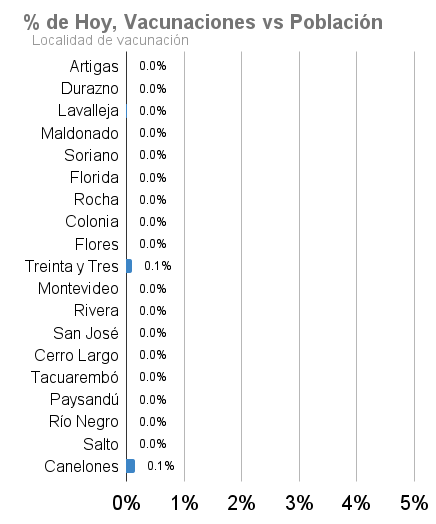 % de Hoy, Vacunaciones vs Población
Localidad de vacunación
Artigas 0.0%
Durazno 0.0%
Lavalleja 0.0%
Maldonado 0.0%
Soriano 0.0%
Florida 0.0%
Rocha 0.0%
Colonia 0.0%
Flores 0.0%
Treinta y Tres 0.1%
Montevideo 0.0%
Rivera 0.0%
San José 0.0%
Cerro Largo 0.0%
Tacuarembó 0.0%
Paysandú 0.0%
Río Negro 0.0%
Salto 0.0%
Canelones 0.1%
0% 1% 2% 3% 4% 5%